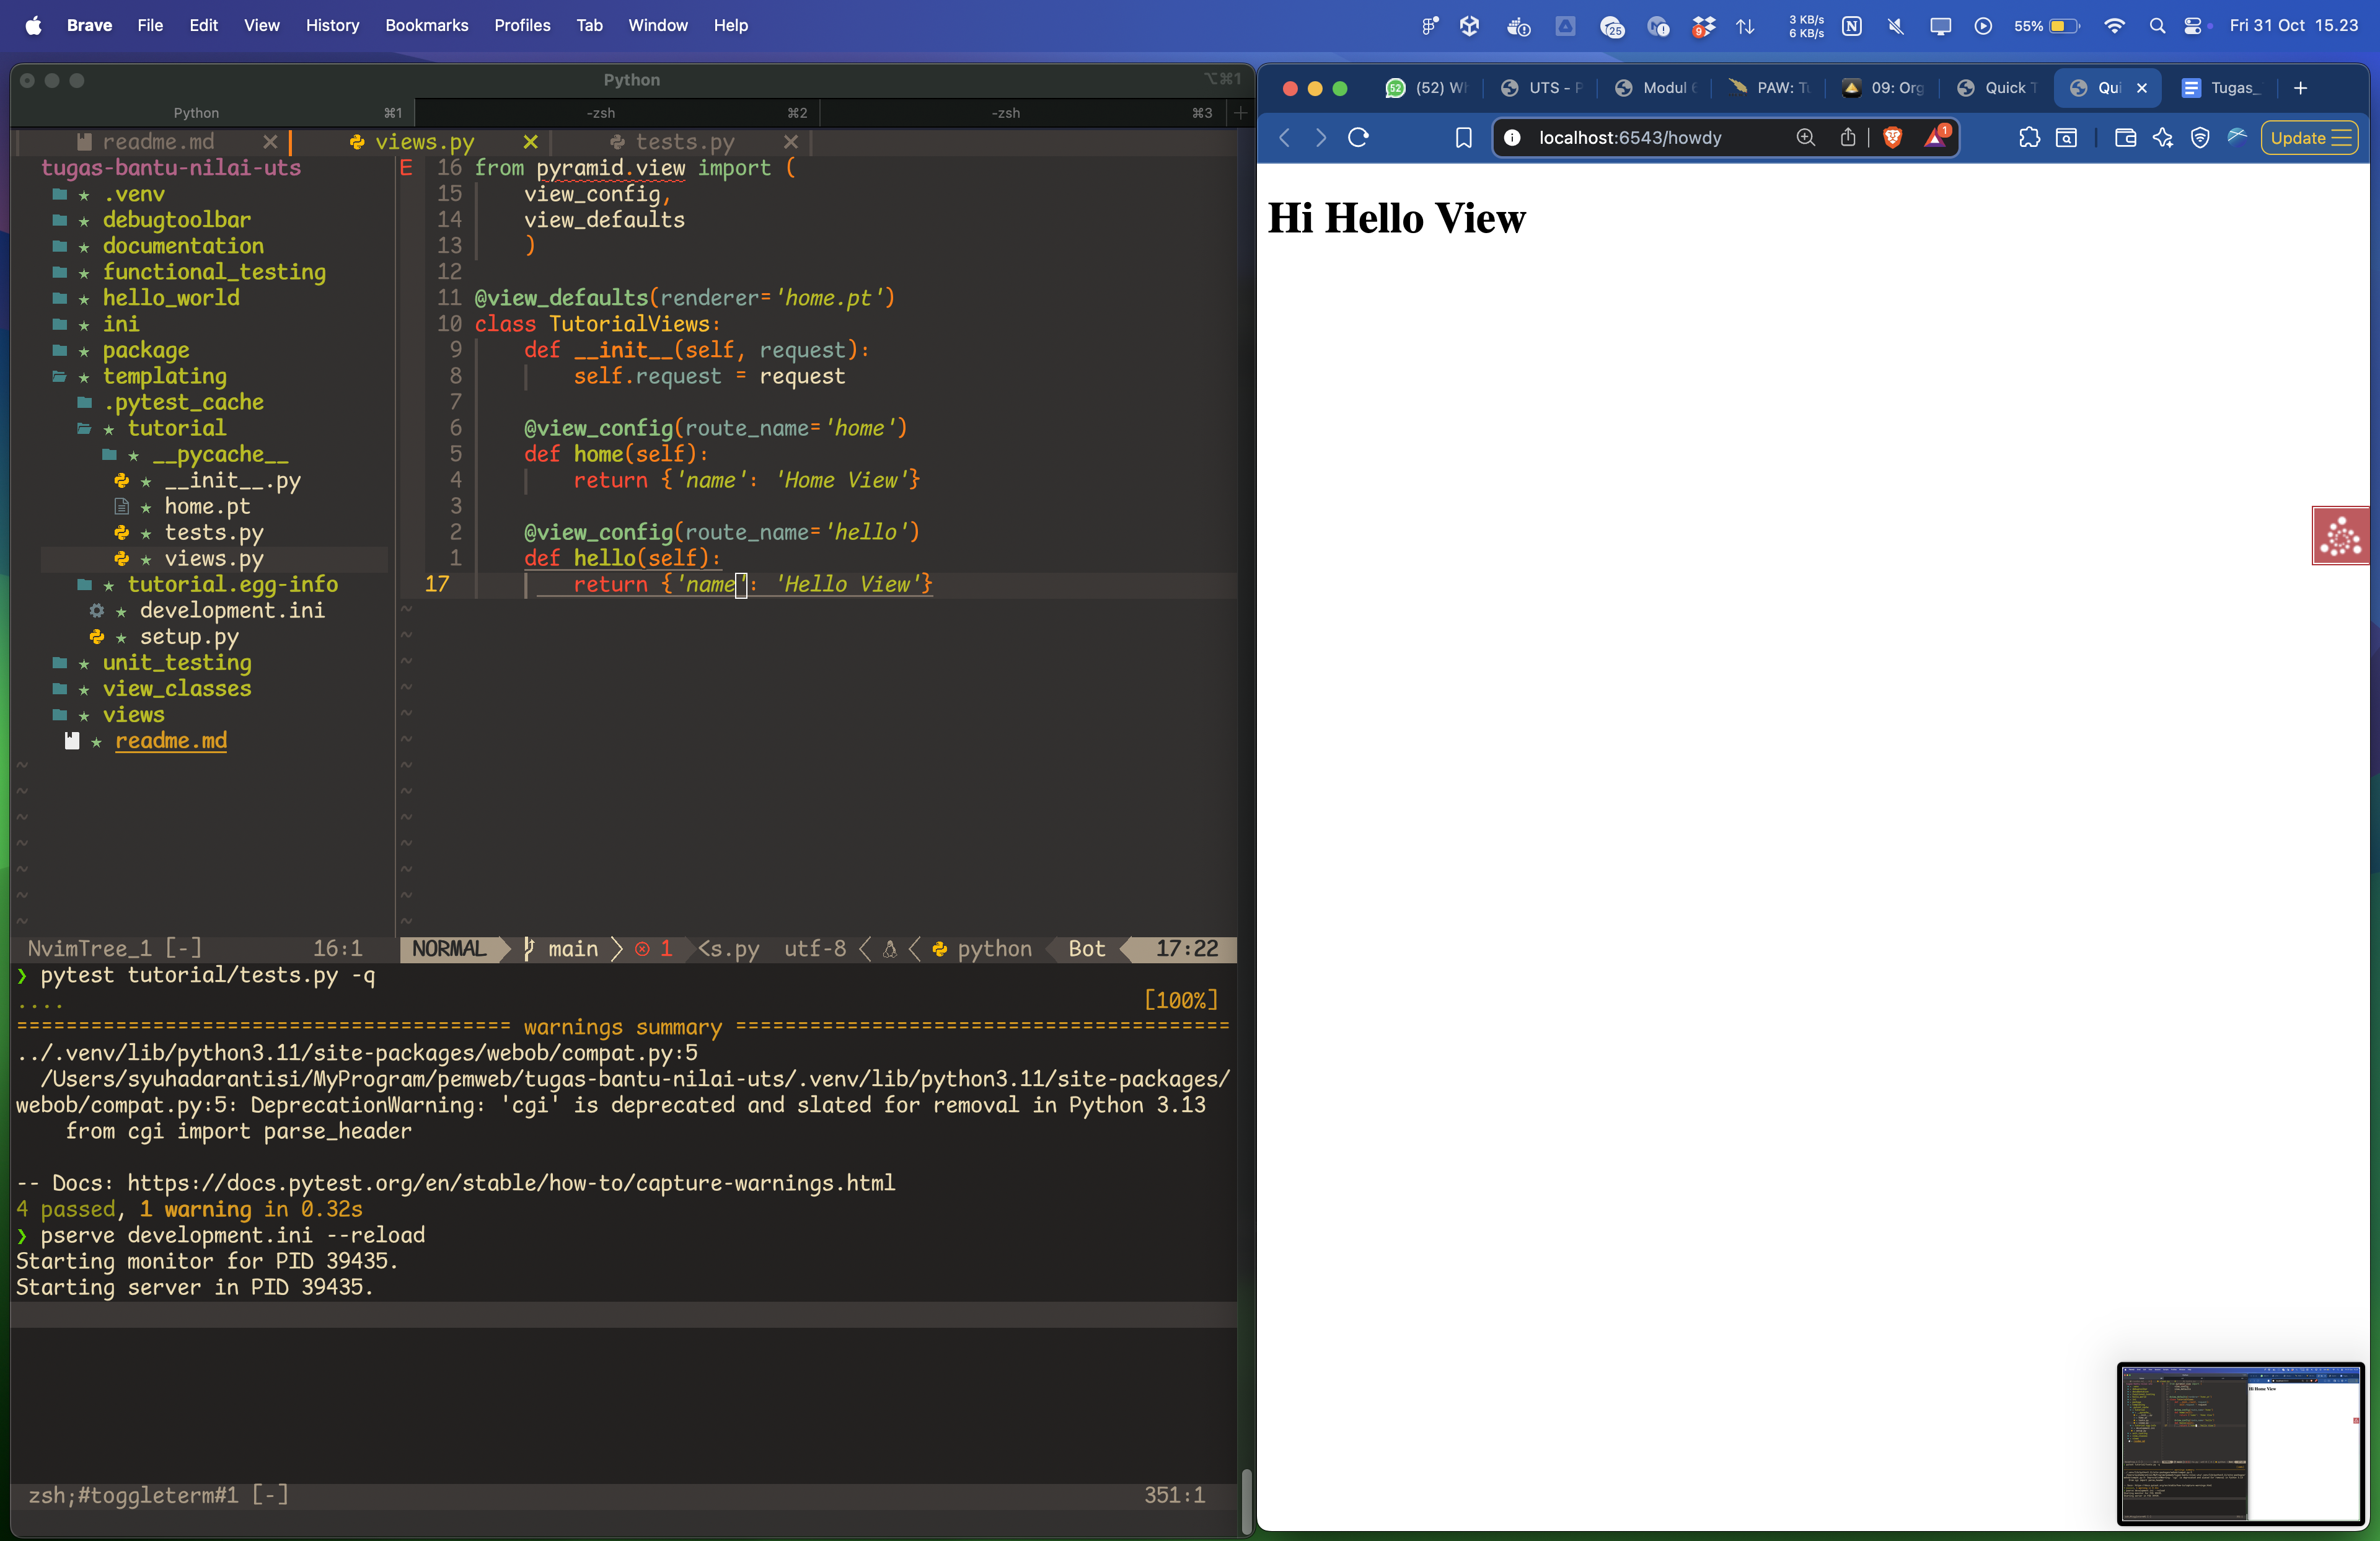 Brave File Edit View History Bookmarks Profiles Tab Window Help
25 9 3 KB/s 6 KB/s 55% Fri 31 Oct 15.23
Python ⌥⌘1
Python ⌘1 -zsh ⌘2 -zsh ⌘3
readme.md views.py tests.py
tugas-bantu-nilai-uts
.venv
debugtoolbar
documentation
functional_testing
hello_world
ini
package
templating
.pytest_cache
tutorial
__pycache__
__init__.py
home.pt
tests.py
views.py
tutorial.egg-info
development.ini
setup.py
unit_testing
view_classes
views
readme.md
E 16 from pyramid.view import (
15 view_config,
14 view_defaults
13 )
12
11 @view_defaults(renderer='home.pt')
10 class TutorialViews:
9 def __init__(self, request):
8 self.request = request
7
6 @view_config(route_name='home')
5 def home(self):
4 return {'name': 'Home View'}
3
2 @view_config(route_name='hello')
1 def hello(self):
17 return {'name': 'Hello View'}
NvimTree_1 [-] 16:1
NORMAL main 1 <s.py utf-8 python Bot 17:22
❯ pytest tutorial/tests.py -q
.... [100%]
======================================== warnings summary ========================================
../.venv/lib/python3.11/site-packages/webob/compat.py:5
/Users/syuhadarantisi/MyProgram/pemweb/tugas-bantu-nilai-uts/.venv/lib/python3.11/site-packages/
webob/compat.py:5: DeprecationWarning: 'cgi' is deprecated and slated for removal in Python 3.13
from cgi import parse_header
-- Docs: https://docs.pytest.org/en/stable/how-to/capture-warnings.html
4 passed, 1 warning in 0.32s
❯ pserve development.ini --reload
Starting monitor for PID 39435.
Starting server in PID 39435.
zsh;#toggleterm#1 [-] 351:1
52 (52) W UTS - P Modul 6 PAW: Tu 09: Org Quick T Qui Tugas_
localhost:6543/howdy 1 Update
Hi Hello View
Hi Home View